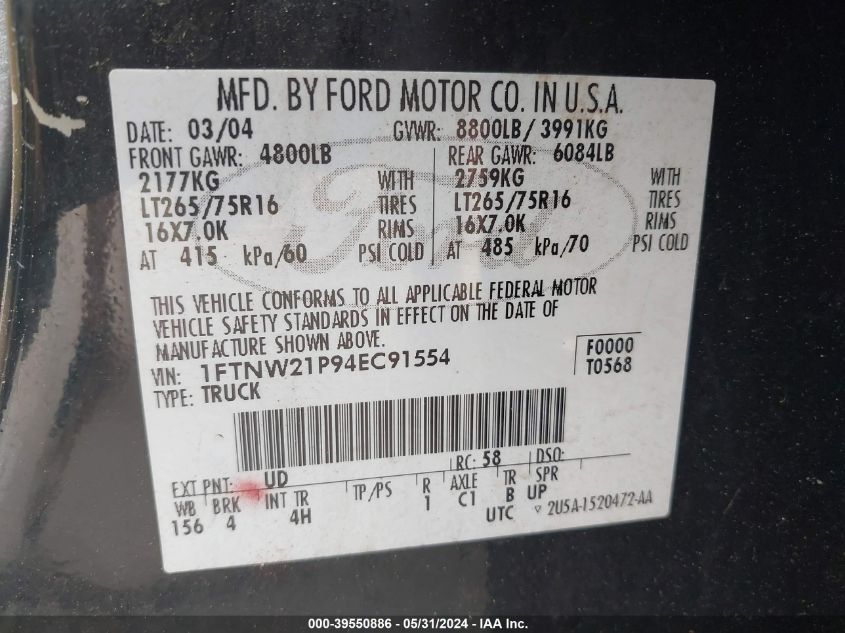 MFD. BY FORD MOTOR CO. IN U.S.A.
DATE: 03/04 GVWR: 8800LB/ 3991KG
FRONT GAWR: 4800LB REAR GAWR: 6084LB
2177KG WITH 2759KG WITH
LT265/75R16 TIRES LT265/75R16 TIRES
16X7.0K RIMS 16X7.0K RIMS
AT 415 kPa/60 PSI COLD AT 485 kPa/70 PSI COLD
Ford
THIS VEHICLE CONFORMS TO ALL APPLICABLE FEDERAL MOTOR
VEHICLE SAFETY STANDARDS IN EFFECT ON THE DATE OF
MANUFACTURE SHOWN ABOVE.
VIN: 1FTNW21P94EC91554 F0000
TYPE: TRUCK T0568
EXT PNT: UD RC: 58 DSO:
WB BRK INT TR TP/PS R AXLE TR SPR
156 4 4H 1 C1 B UP
UTC ▽ 2U5A-1520472-AA
000-39550886 - 05/31/2024 - IAA Inc.